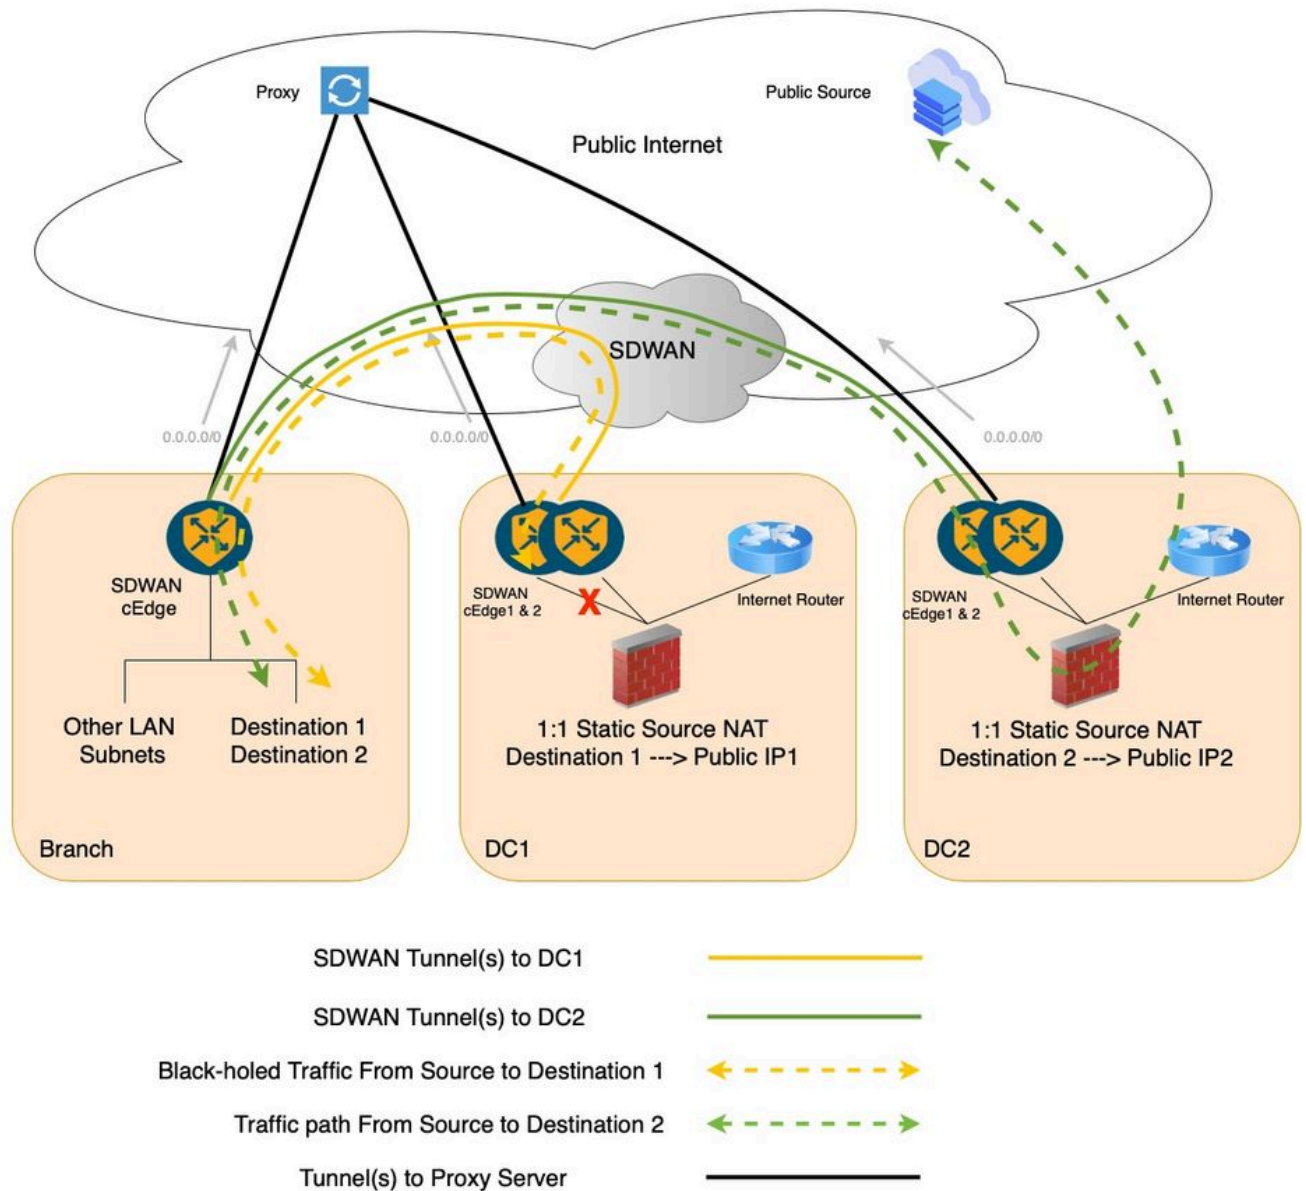 Proxy
Public Source
Public Internet
SDWAN
0.0.0.0/0
0.0.0.0/0
0.0.0.0/0
SDWAN
cEdge
Other LAN
Subnets
Destination 1
Destination 2
Branch
SDWAN
cEdge1 & 2
X
Internet Router
1:1 Static Source NAT
Destination 1 ---> Public IP1
DC1
SDWAN
cEdge1 & 2
Internet Router
1:1 Static Source NAT
Destination 2 ---> Public IP2
DC2
SDWAN Tunnel(s) to DC1
SDWAN Tunnel(s) to DC2
Black-holed Traffic From Source to Destination 1
Traffic path From Source to Destination 2
Tunnel(s) to Proxy Server